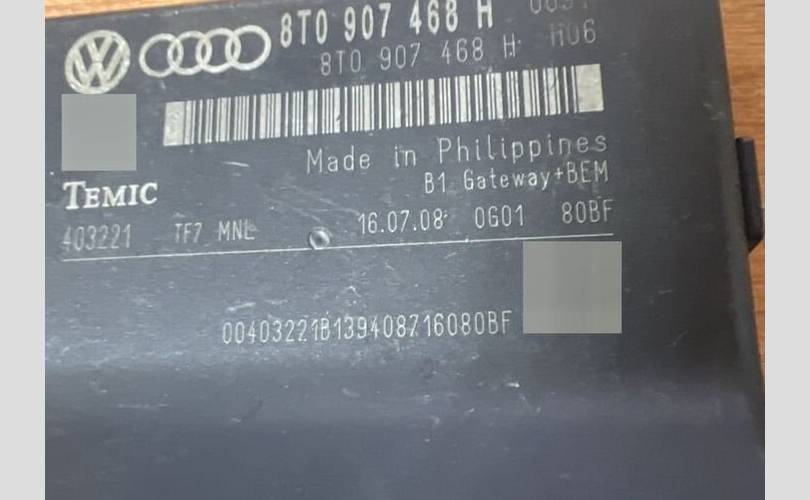 8T0 907 468 H
8T0 907 468 H H06
Made in Philippines
B1 Gateway+BEM
TEMIC
403221 TF7 MNL 16.07.08 0G01 80BF
00403221B139408716080BF